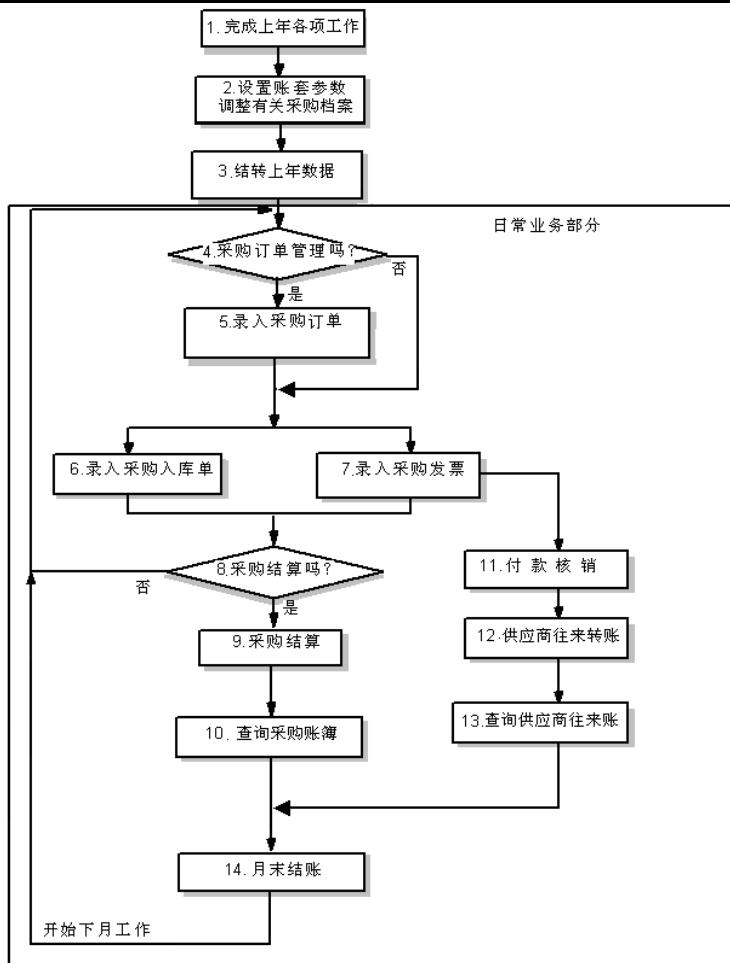 1.完成上年各项工作
2.设置账套参数
调整有关采购档案
3.结转上年数据
日常业务部分
4.采购订单管理吗?
否
是
5.录入采购订单
6.录入采购入库单
7.录入采购发票
8.采购结算吗?
否
是
11.付款核销
9.采购结算
12.供应商往来转账
10.查询采购账簿
13.查询供应商往来账
14.月末结账
开始下月工作